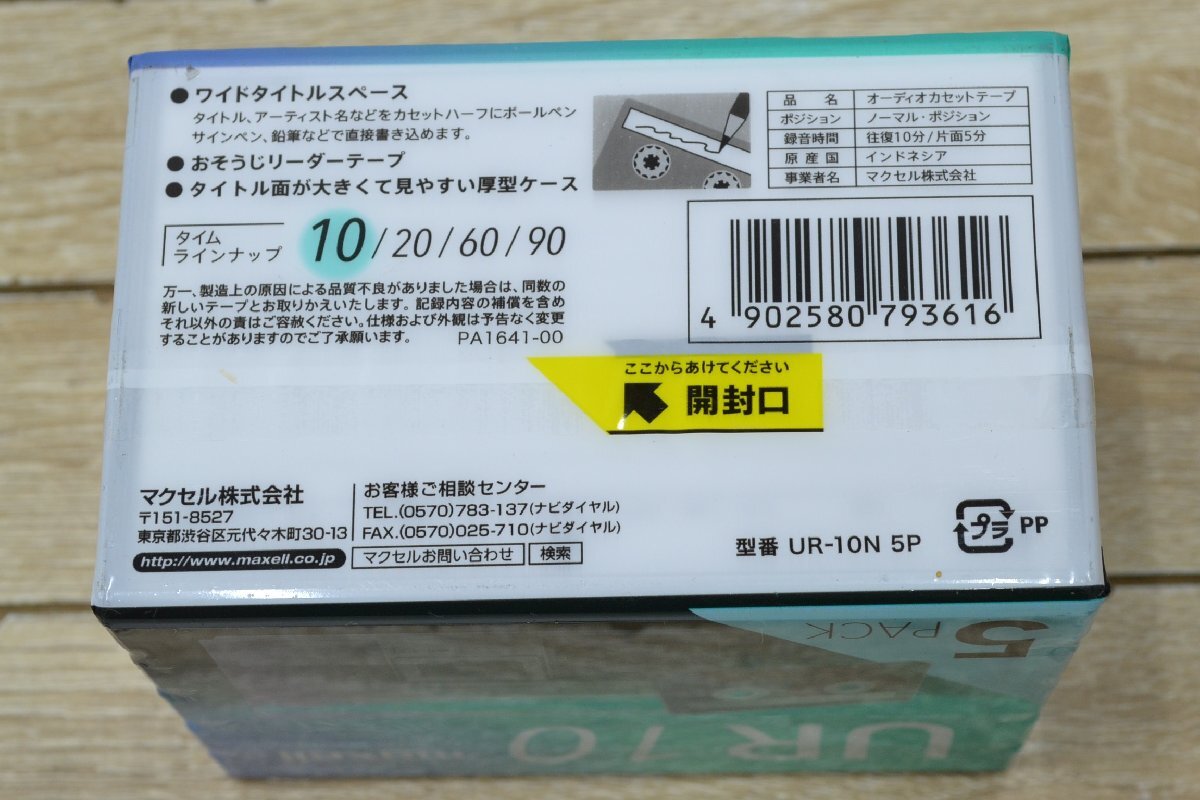 ● ワイドタイトルスペース
タイトル、アーティスト名などをカセットハーフにボールペン
サインペン、鉛筆などで直接書き込めます。
● おそうじリーダーテープ
● タイトル面が大きくて見やすい厚型ケース
品名 オーディオカセットテープ
ポジション ノーマル・ポジション
録音時間 往復10分/片面5分
原産国 インドネシア
事業者名 マクセル株式会社
タイム
ラインナップ
10/20/60/90
万一、製造上の原因による品質不良がありました場合は、同数の
新しいテープとお取りかえいたします。記録内容の補償を含め
それ以外の責はご容赦ください。仕様および外観は予告なく変更
することがありますのでご了承願います。 PA1641-00
4 902580 793616
ここからあけてください
開封口
マクセル株式会社
〒151-8527
東京都渋谷区元代々木町30-13
http://www.maxell.co.jp
お客様ご相談センター
TEL.(0570)783-137(ナビダイヤル)
FAX.(0570)025-710(ナビダイヤル)
マクセルお問い合わせ 検索
型番 UR-10N 5P
プラ PP
5 PACK
UR 10